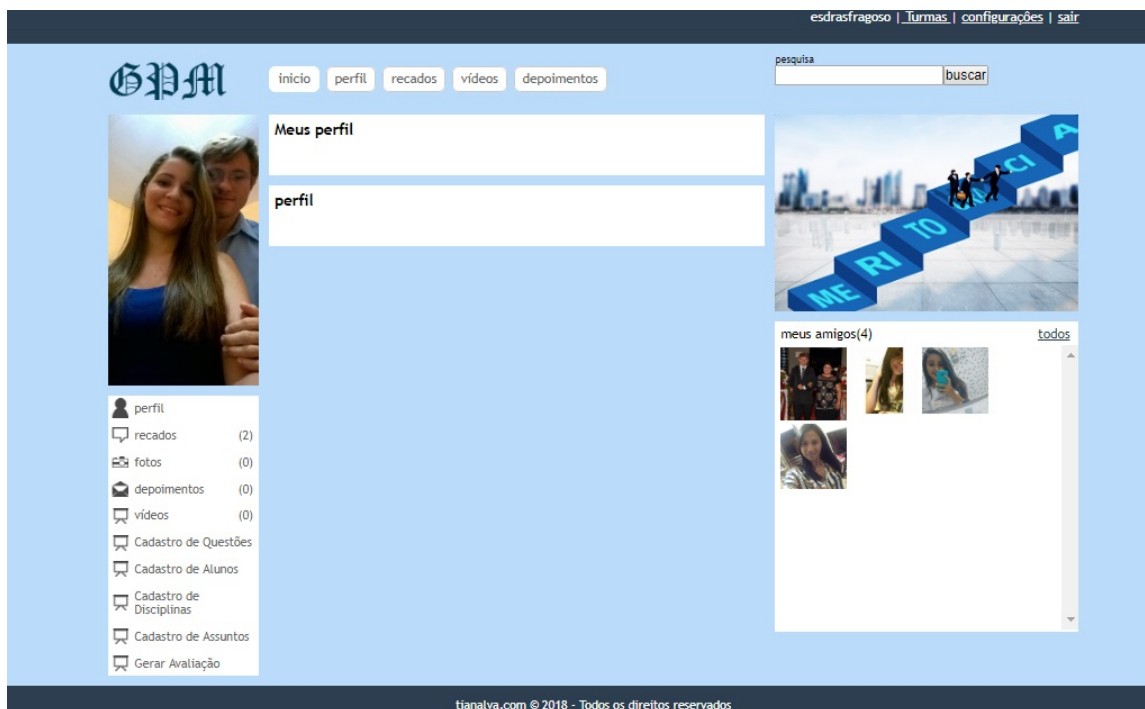 esdrasfragoso | Turmas | configurações | sair
GPM
inicio perfil recados vídeos depoimentos
pesquisa
buscar
Meus perfil
perfil
ME RI TO CRA CI A
meus amigos(4) todos
perfil
recados (2)
fotos (0)
depoimentos (0)
vídeos (0)
Cadastro de Questões
Cadastro de Alunos
Cadastro de
Disciplinas
Cadastro de Assuntos
Gerar Avaliação
tianalva.com © 2018 - Todos os direitos reservados